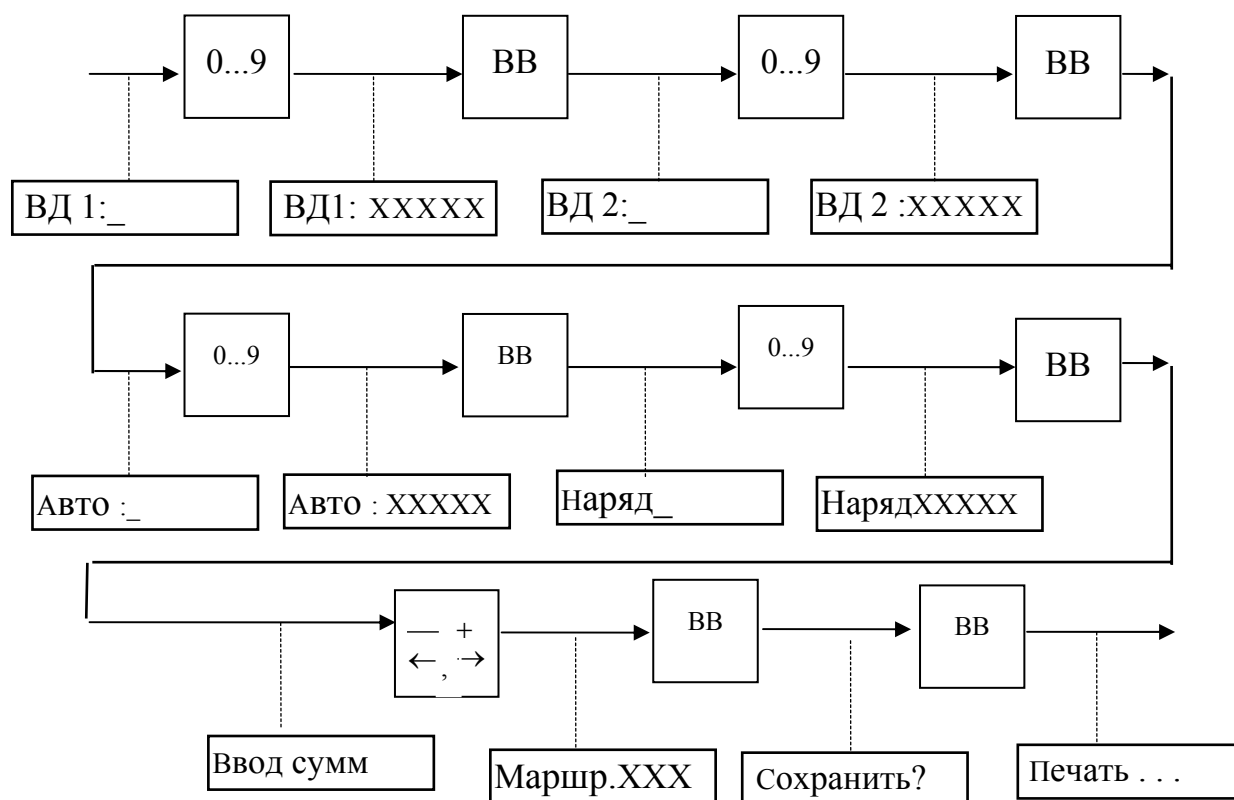 0...9 ВВ 0...9 ВВ
ВД 1:_ ВД1: XXXXX ВД 2:_ ВД 2 :XXXXX
0...9 ВВ 0...9 ВВ
Авто :_ Авто : XXXXX Наряд_ НарядXXXXX
— + ВВ ВВ
← , →
Ввод сумм Маршр.XXX Сохранить? Печать . . .